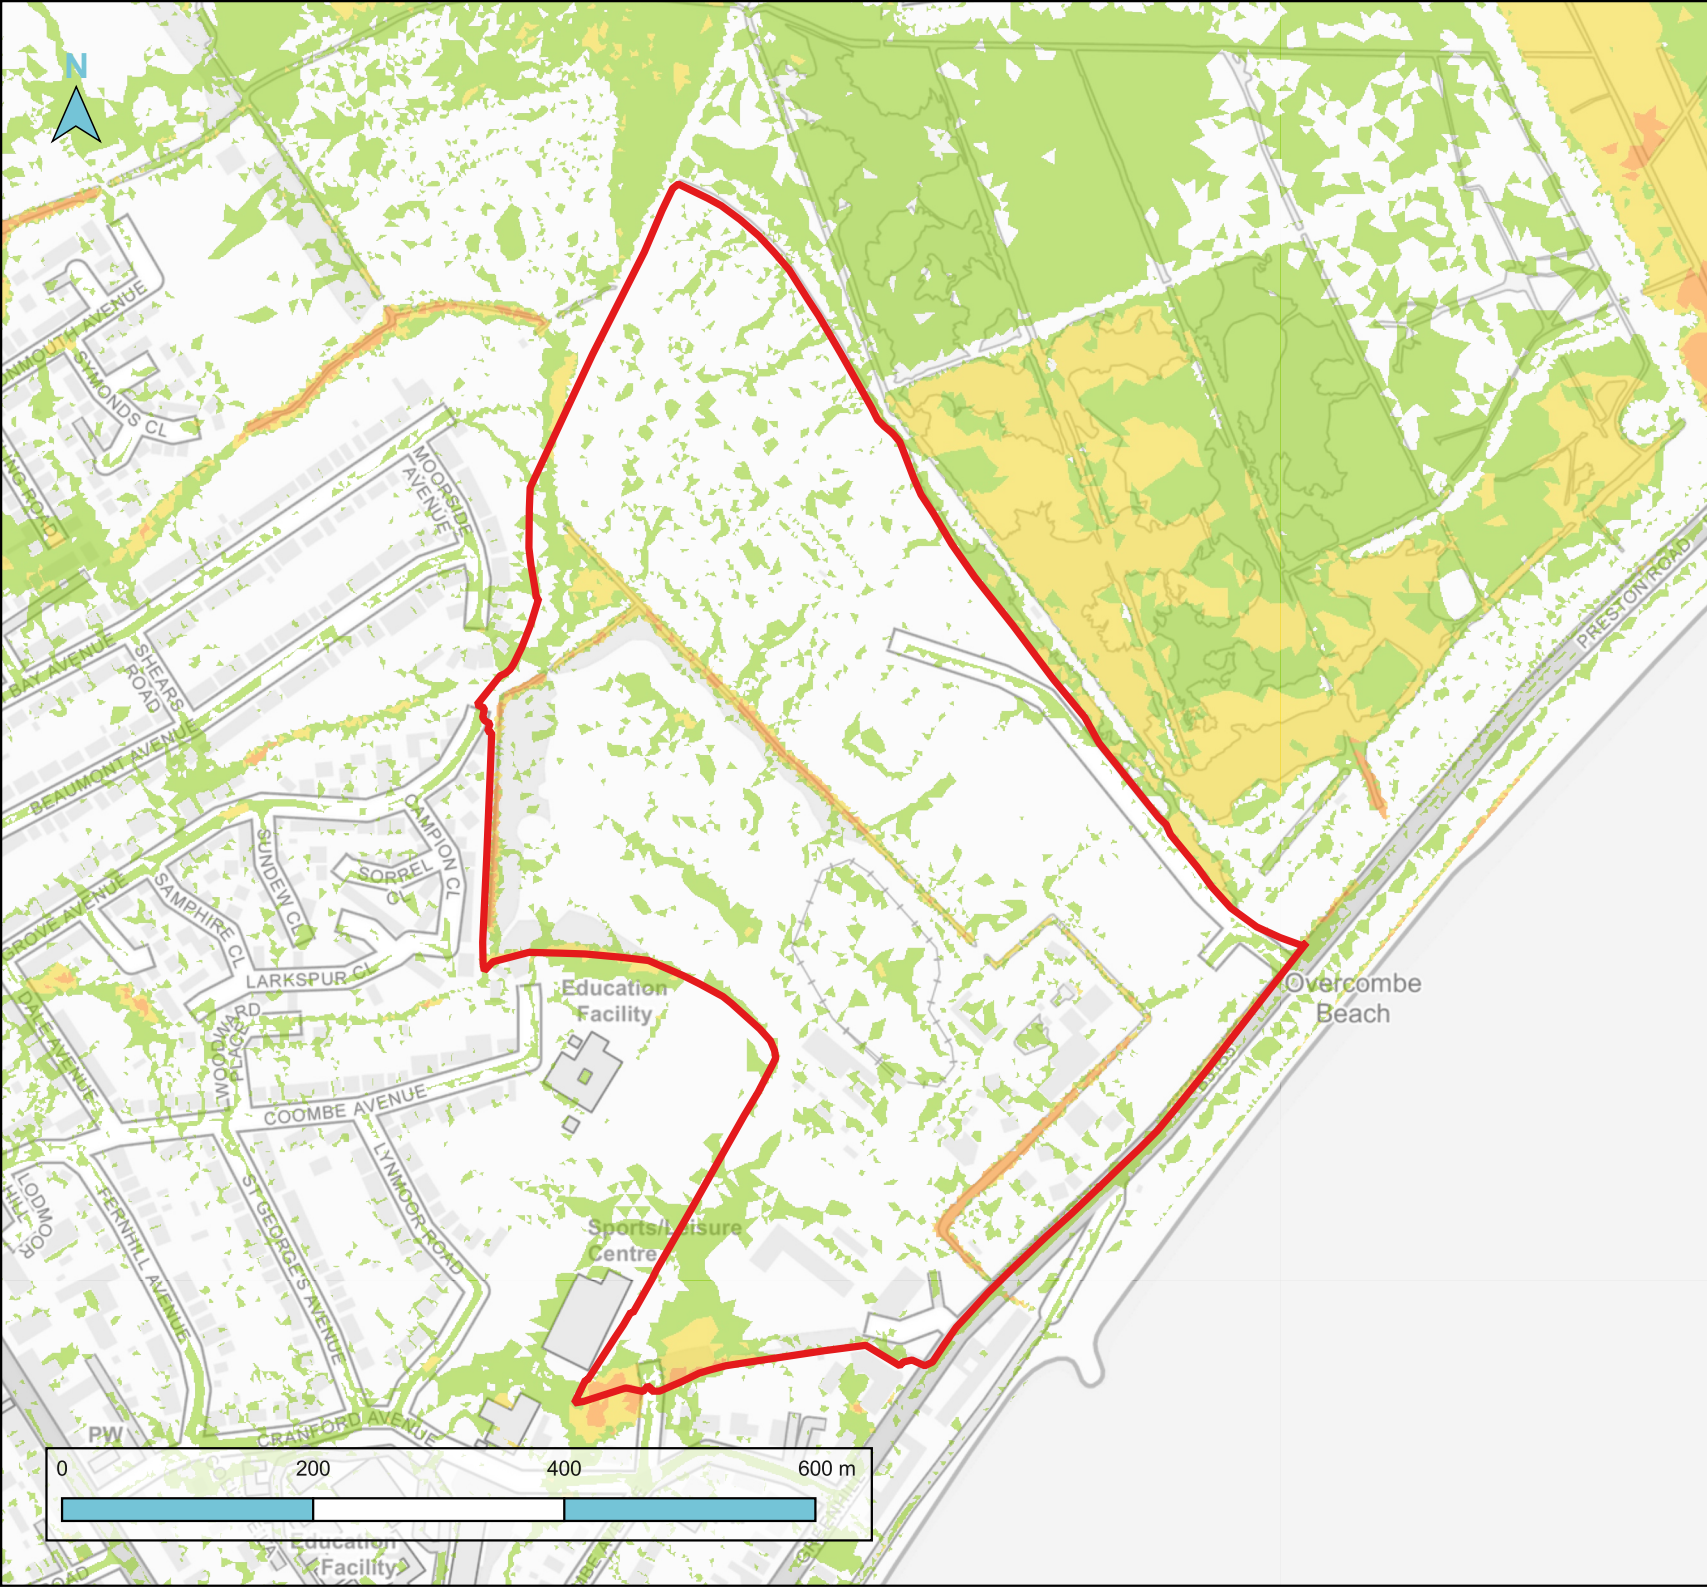 N
MOORSIDE
AVENUE
SYMONDS CL
BAY AVENUE
SHEARS
ROAD
BEAUMONT AVENUE
PRESTON ROAD
CAMPION CL
SUNDEW CL
SORREL
CL
SAMPHIRE CL
GROVE AVENUE
LARKSPUR CL
WOODWARD
PLACE
DALE AVENUE
Education
Facility
Overcombe
Beach
B3155
COOMBE AVENUE
LYNMOOR ROAD
ST GEORGE'S AVENUE
FERNHILL AVENUE
LODMOOR
HILL
Sports/Leisure
Centre
PW
CRANFORD AVENUE
0 200 400 600 m
Education
Facility